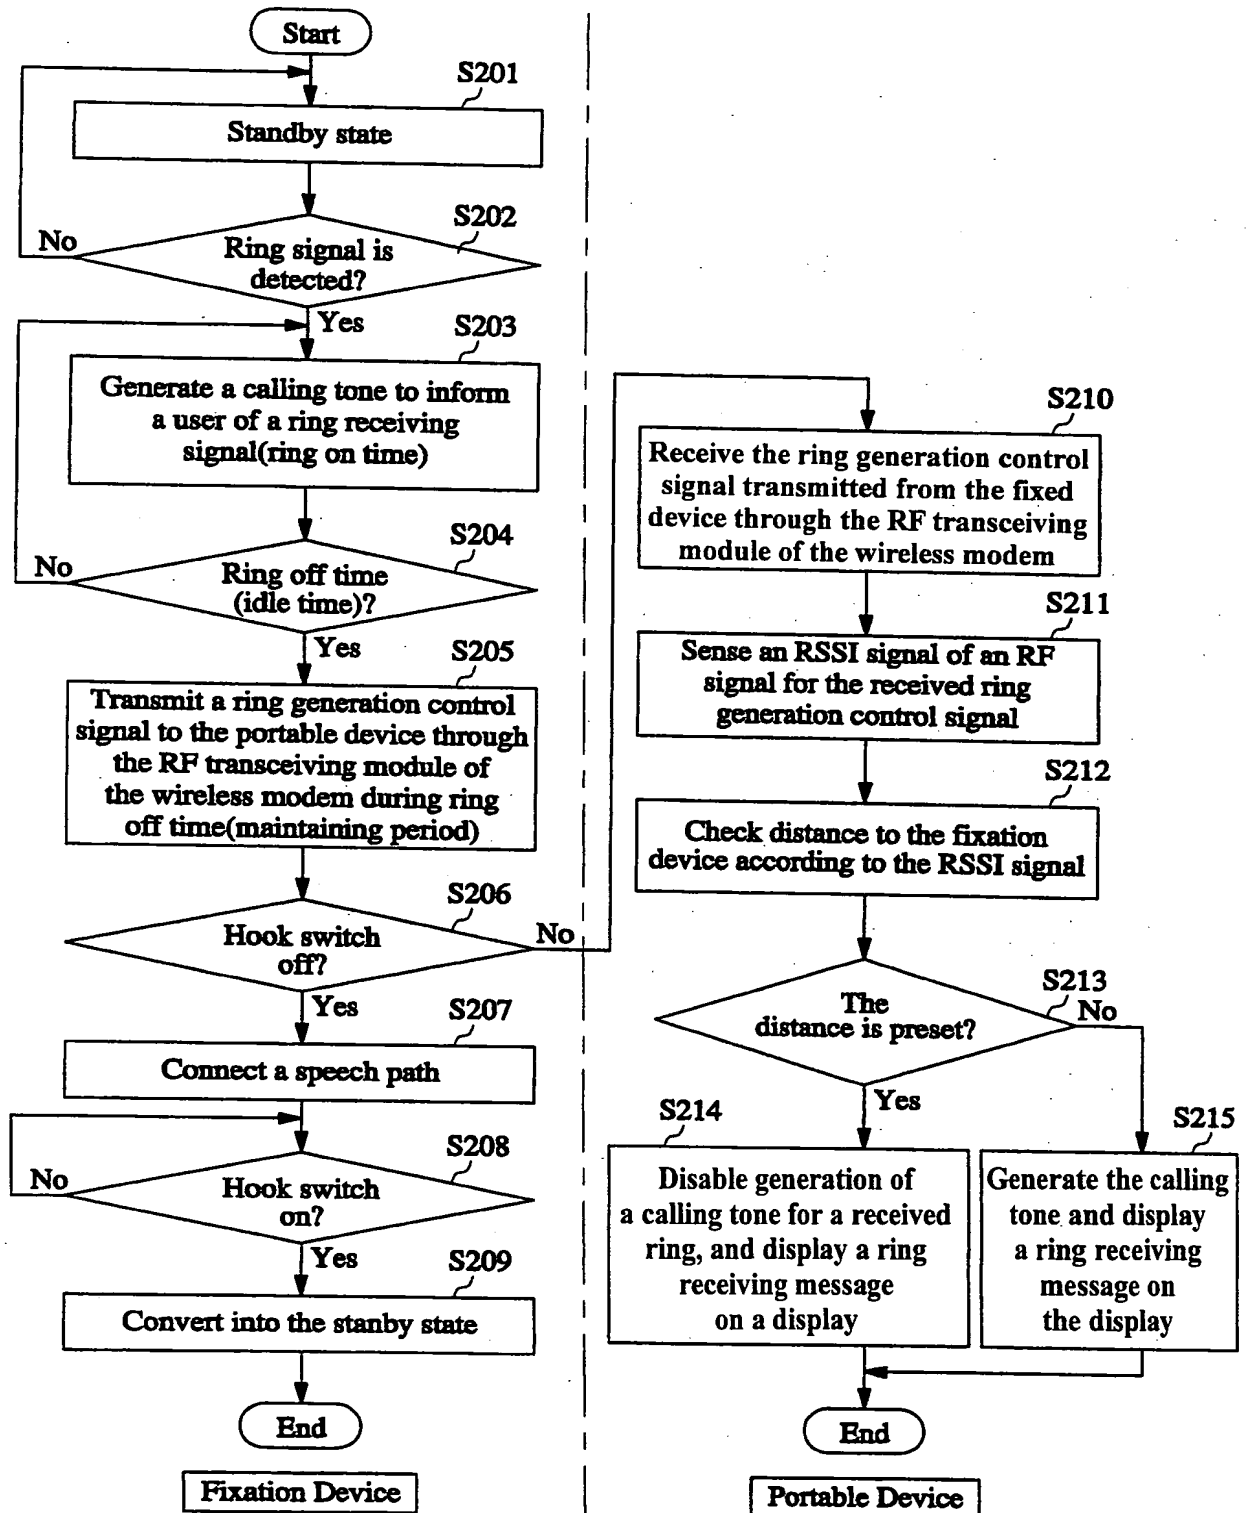 Start
S201
Standby state
S202
No
Ring signal is
detected?
Yes
S203
Generate a calling tone to inform
a user of a ring receiving
signal(ring on time)
S204
No
Ring off time
(idle time)?
Yes
S205
Transmit a ring generation control
signal to the portable device through
the RF transceiving module of
the wireless modem during ring
off time(maintaining period)
S206
Hook switch
off?
No
Yes
S207
Connect a speech path
S208
No
Hook switch
on?
Yes
S209
Convert into the stanby state
End
Fixation Device
S210
Receive the ring generation control
signal transmitted from the fixed
device through the RF transceiving
module of the wireless modem
S211
Sense an RSSI signal of an RF
signal for the received ring
generation control signal
S212
Check distance to the fixation
device according to the RSSI signal
S213
The
distance is preset?
No
Yes
S214
Disable generation of
a calling tone for a received
ring, and display a ring
receiving message
on a display
S215
Generate the calling
tone and display
a ring receiving
message on
the display
End
Portable Device